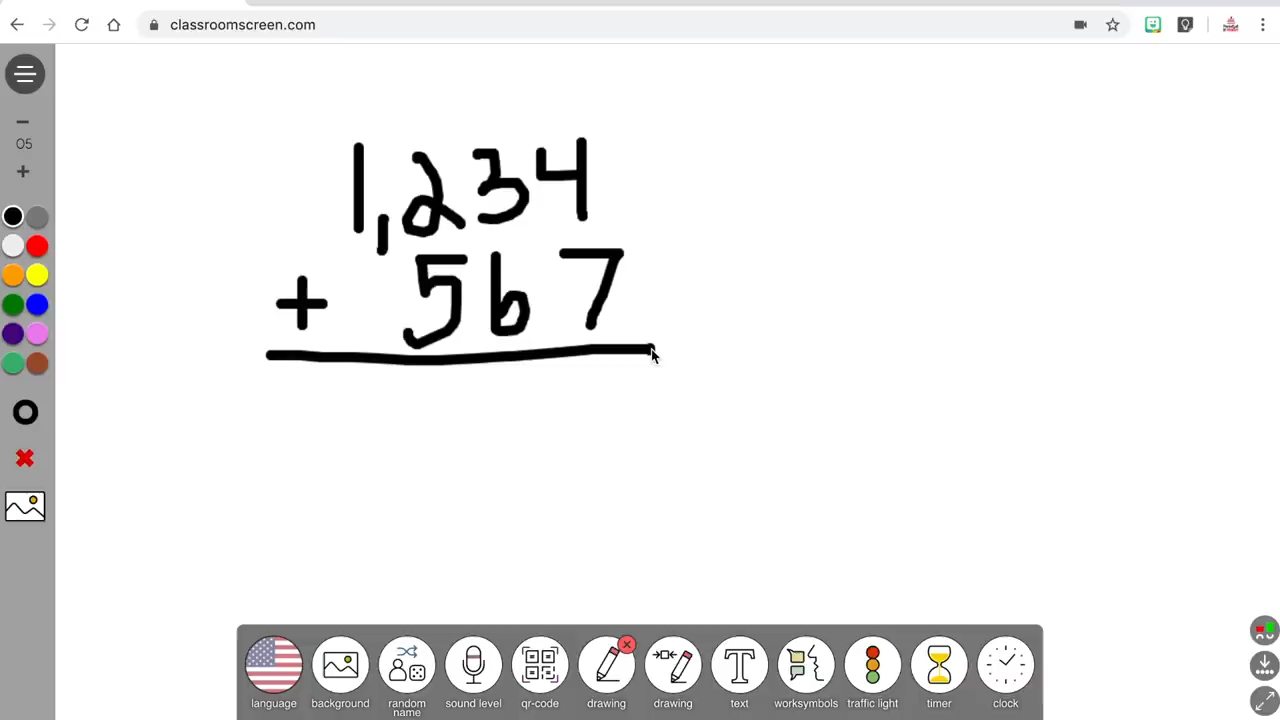 classroomscreen.com
05
1,234
+ 567
language
background
random name
sound level
qr-code
drawing
drawing
text
worksymbols
traffic light
timer
clock